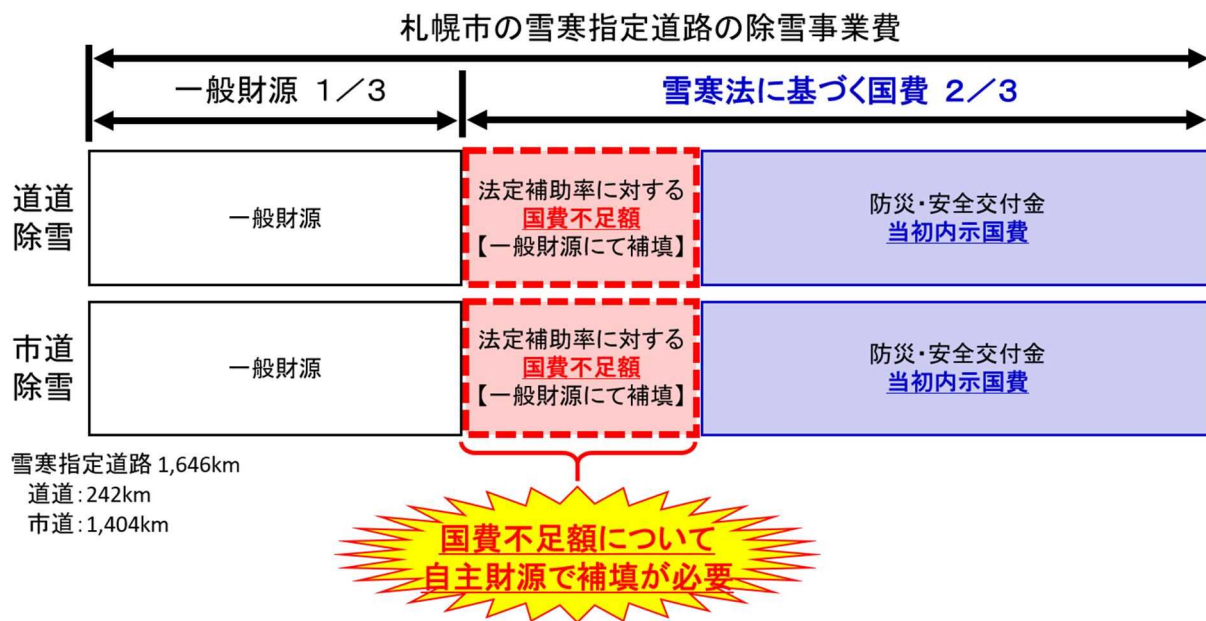 札幌市の雪寒指定道路の除雪事業費
一般財源 1／3
雪寒法に基づく国費 2／3
道道
除雪
一般財源
法定補助率に対する
国費不足額
【一般財源にて補填】
防災・安全交付金
当初内示国費
市道
除雪
一般財源
法定補助率に対する
国費不足額
【一般財源にて補填】
防災・安全交付金
当初内示国費
雪寒指定道路 1,646km
道道：242km
市道：1,404km
国費不足額について
自主財源で補填が必要